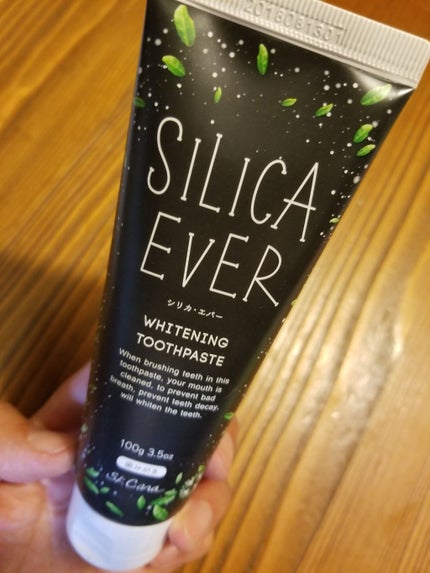 2018081301
SILICA
EVER
シリカ・エバー
WHITENING
TOOTHPASTE
When brushing teeth in this
toothpaste, your mouth is
cleaned, to prevent bad
breath, prevent teeth decay,
will whiten the teeth.
100g 3.5oz